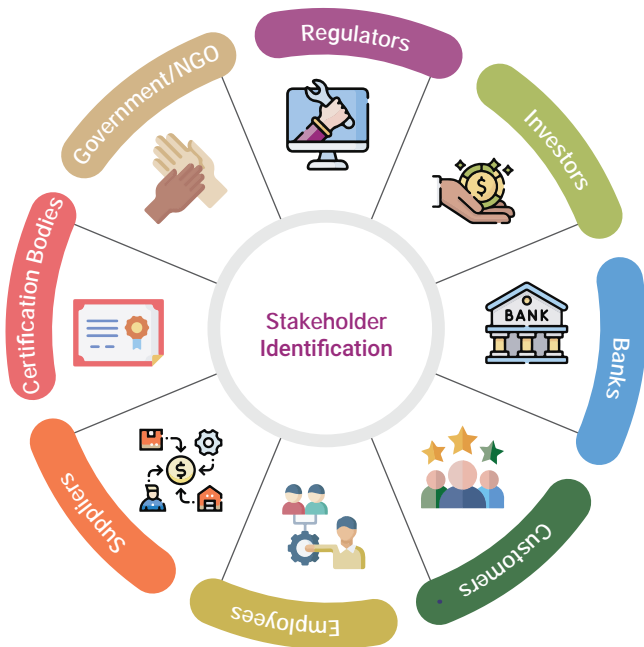 Regulators
Investors
BANK
Banks
Customers
Employees
Suppliers
Certification Bodies
Government/NGO
Stakeholder
Identification
$
$